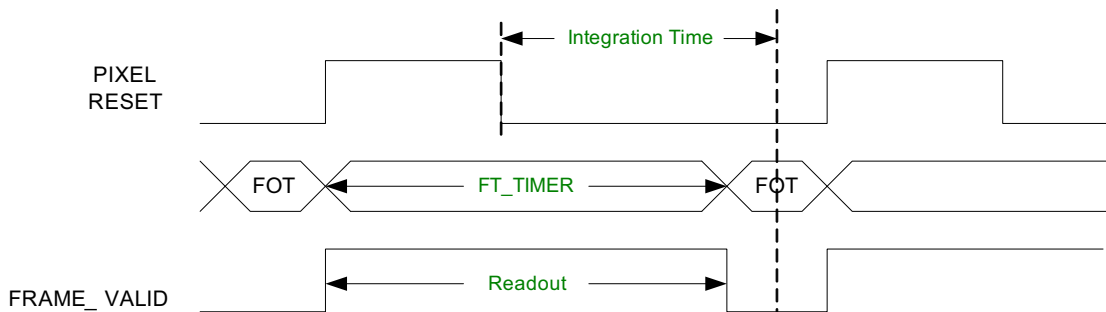 Integration Time
PIXEL
RESET
FOT
FT_TIMER
FOT
Readout
FRAME_ VALID